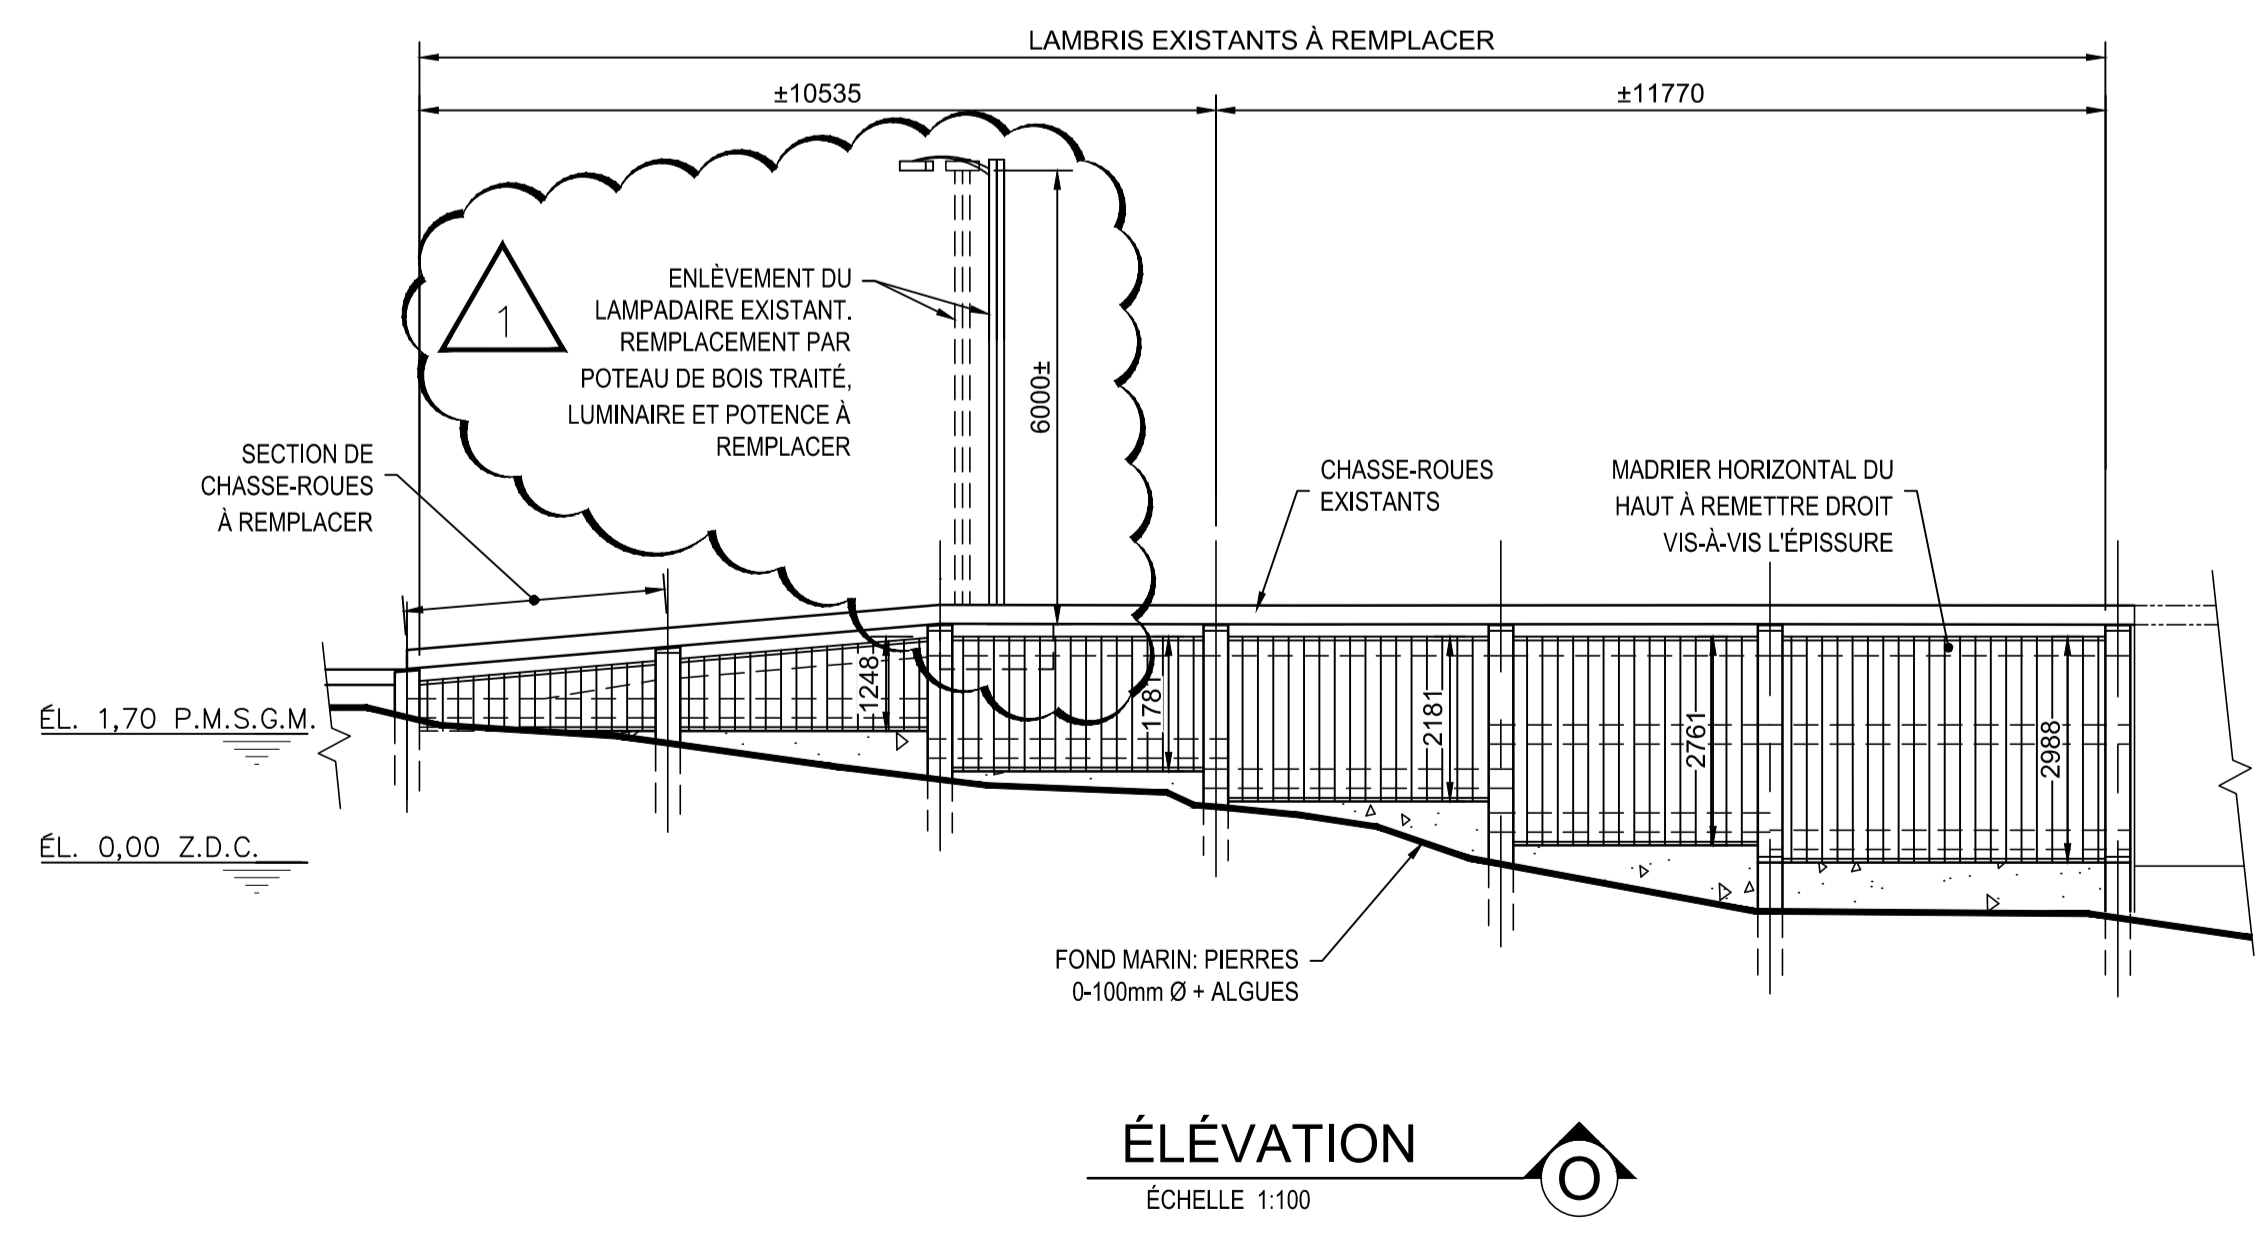 LAMBRIS EXISTANTS À REMPLACER
±10535
±11770
1
ENLÈVEMENT DU
LAMPADAIRE EXISTANT.
REMPLACEMENT PAR
POTEAU DE BOIS TRAITÉ,
LUMINAIRE ET POTENCE À
REMPLACER
6000±
SECTION DE
CHASSE-ROUES
À REMPLACER
CHASSE-ROUES
EXISTANTS
MADRIER HORIZONTAL DU
HAUT À REMETTRE DROIT
VIS-À-VIS L'ÉPISSURE
1248
1781
2181
2761
2988
ÉL. 1,70 P.M.S.G.M.
ÉL. 0,00 Z.D.C.
FOND MARIN: PIERRES
0-100mm Ø + ALGUES
ÉLÉVATION
O
ÉCHELLE 1:100